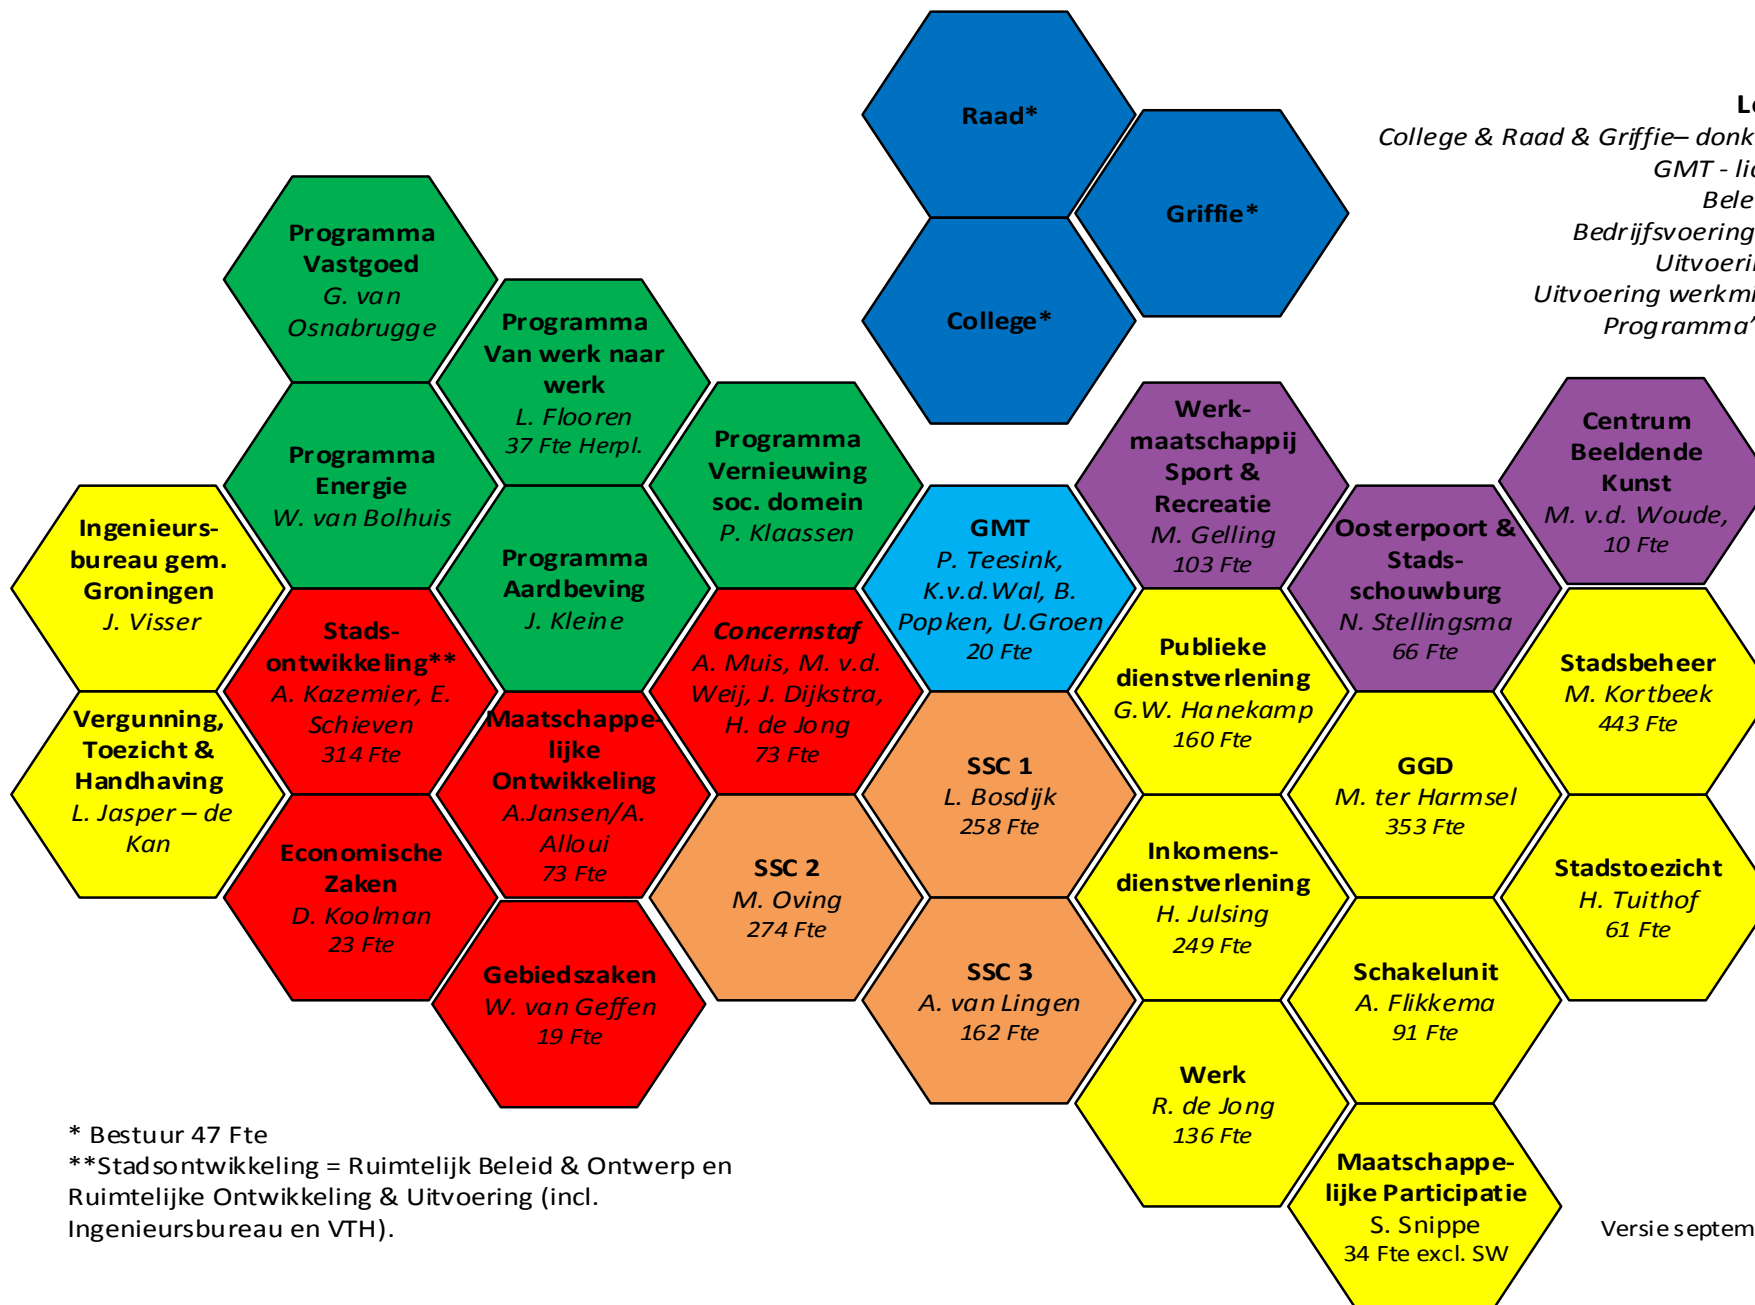 Raad*
Griffie*
College*
College & Raad & Griffie– donk
GMT - lic
Bele
Bedrijfsvoering
Uitvoerin
Uitvoering werkm
Programma’
Programma
Vastgoed
G. van
Osnabrugge
Programma
Van werk naar
werk
L. Flooren
37 Fte Herpl.
Programma
Energie
W. van Bolhuis
Programma
Vernieuwing
soc. domein
P. Klaassen
Programma
Aardbeving
J. Kleine
Ingenieurs-
bureau gem.
Groningen
J. Visser
Vergunning,
Toezicht &
Handhaving
L. Jasper – de
Kan
Stads-
ontwikkeling**
A. Kazemier, E.
Schieven
314 Fte
Economische
Zaken
D. Koolman
23 Fte
Maatschappe-
lijke
Ontwikkeling
A.Jansen/A.
Alloui
73 Fte
Gebiedszaken
W. van Geffen
19 Fte
Concernstaf
A. Muis, M. v.d.
Weij, J. Dijkstra,
H. de Jong
73 Fte
GMT
P. Teesink,
K.v.d.Wal, B.
Popken, U.Groen
20 Fte
SSC 1
L. Bosdijk
258 Fte
SSC 2
M. Oving
274 Fte
SSC 3
A. van Lingen
162 Fte
Werk-
maatschappij
Sport &
Recreatie
M. Gelling
103 Fte
Oosterpoort &
Stads-
schouwburg
N. Stellingsma
66 Fte
Centrum
Beeldende
Kunst
M. v.d. Woude,
10 Fte
Publieke
dienstverlening
G.W. Hanekamp
160 Fte
Inkomens-
dienstverlening
H. Julsing
249 Fte
Werk
R. de Jong
136 Fte
GGD
M. ter Harmsel
353 Fte
Schakelunit
A. Flikkema
91 Fte
Maatschappe-
lijke Participatie
S. Snippe
34 Fte excl. SW
Stadsbeheer
M. Kortbeek
443 Fte
Stadstoezicht
H. Tuithof
61 Fte
* Bestuur 47 Fte
**Stadsontwikkeling = Ruimtelijk Beleid & Ontwerp en
Ruimtelijke Ontwikkeling & Uitvoering (incl.
Ingenieursbureau en VTH).
Versie septem